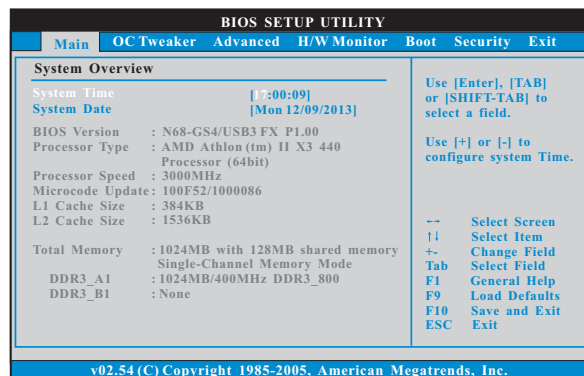 BIOS SETUP UTILITY
Main OC Tweaker Advanced H/W Monitor Boot Security Exit
System Overview
System Time [17:00:09]
System Date [Mon 12/09/2013]
BIOS Version : N68-GS4/USB3 FX P1.00
Processor Type : AMD Athlon (tm) II X3 440
Processor (64bit)
Processor Speed : 3000MHz
Microcode Update : 100F52/1000086
L1 Cache Size : 384KB
L2 Cache Size : 1536KB
Total Memory : 1024MB with 128MB shared memory
Single-Channel Memory Mode
DDR3_A1 : 1024MB/400MHz DDR3_800
DDR3_B1 : None
Use [Enter], [TAB]
or [SHIFT-TAB] to
select a field.
Use [+] or [-] to
configure system Time.
←→ Select Screen
↑↓ Select Item
+- Change Field
Tab Select Field
F1 General Help
F9 Load Defaults
F10 Save and Exit
ESC Exit
v02.54 (C) Copyright 1985-2005, American Megatrends, Inc.